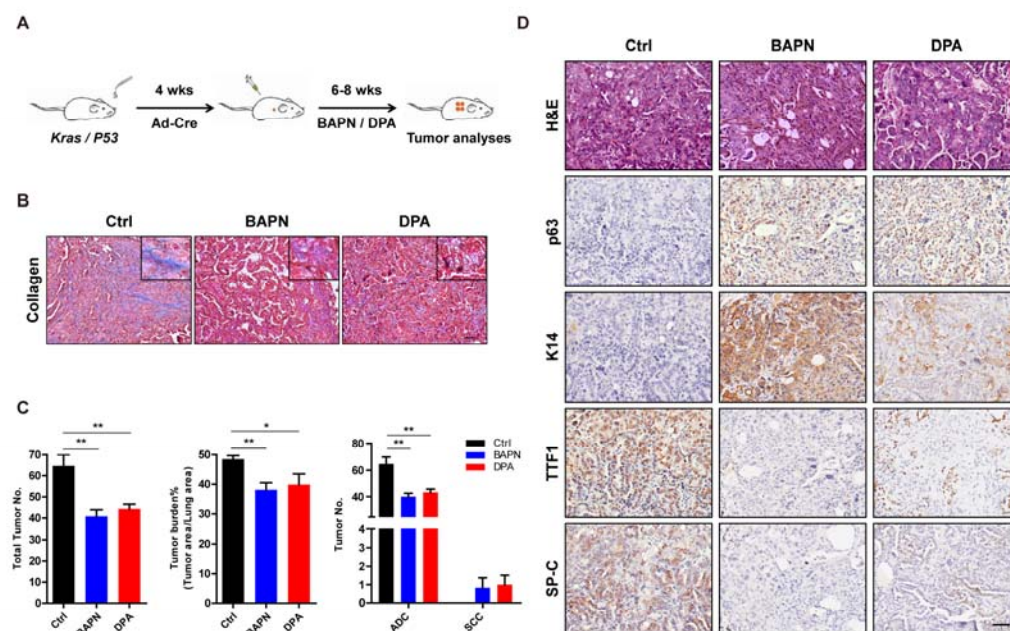 A
4 wks
Ad-Cre
6-8 wks
BAPN / DPA
Kras / P53
Tumor analyses
B
Ctrl
BAPN
DPA
Collagen
C
Total Tumor No.
70
60
50
40
30
20
10
0
**
**
Ctrl
BAPN
DPA
Tumor burden%
(Tumor area/Lung area)
50
40
30
20
10
0
*
**
Ctrl
BAPN
DPA
Tumor No.
80
60
40
4
3
2
1
0
**
**
ADC
SCC
Ctrl
BAPN
DPA
D
Ctrl
BAPN
DPA
H&E
p63
K14
TTF1
SP-C